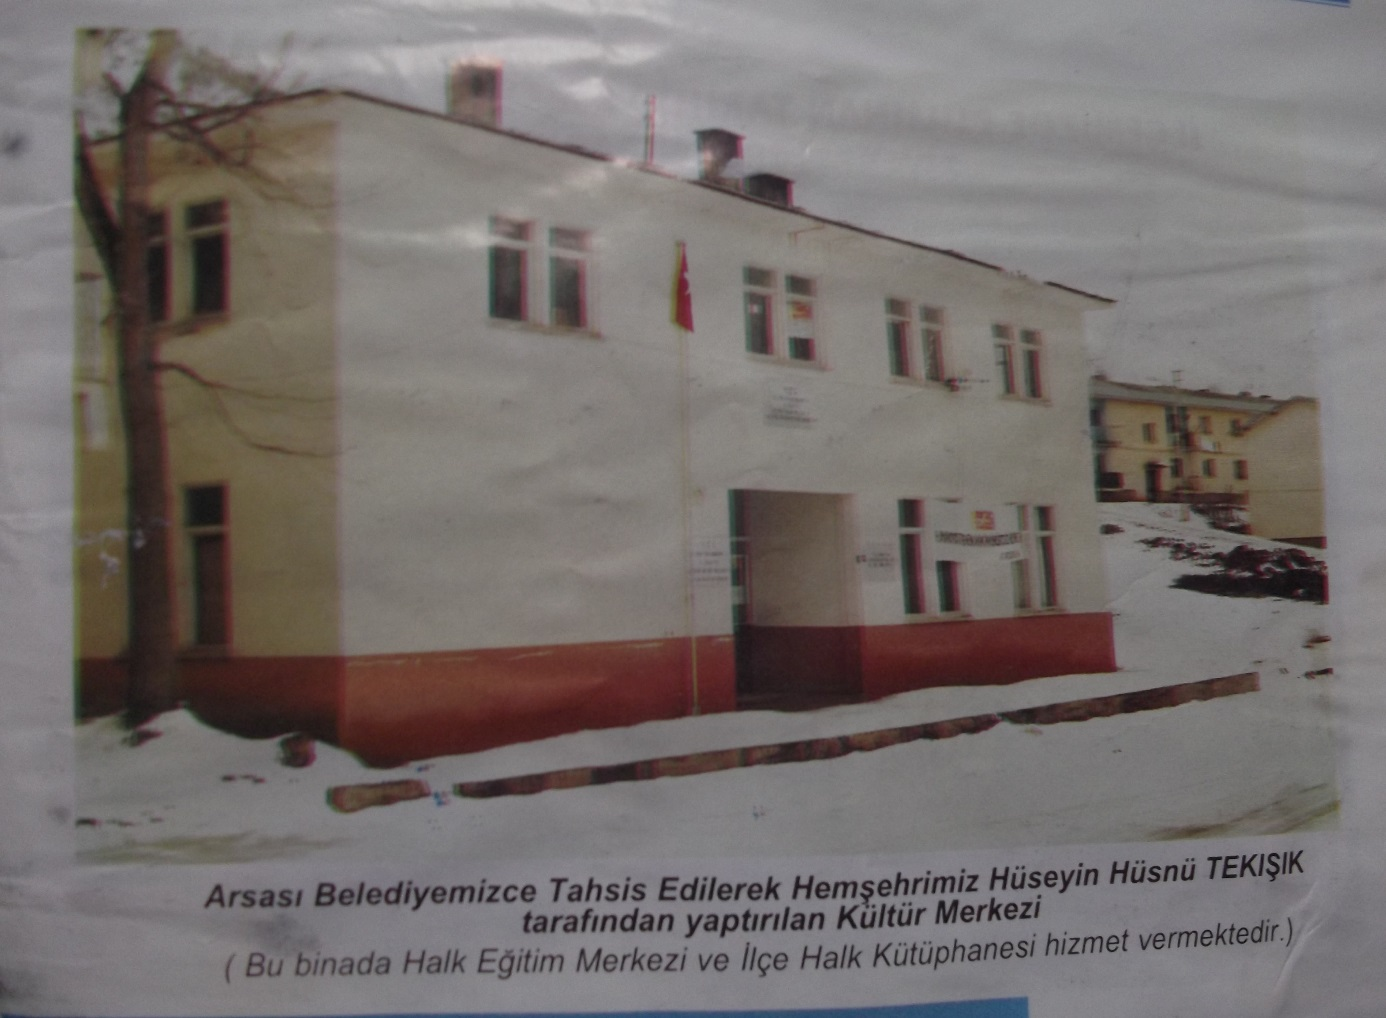 Arsası Belediyemizce Tahsis Edilerek Hemşehrimiz Hüseyin Hüsnü TEKIŞIK
tarafından yaptırılan Kültür Merkezi
( Bu binada Halk Eğitim Merkezi ve İlçe Halk Kütüphanesi hizmet vermektedir.)